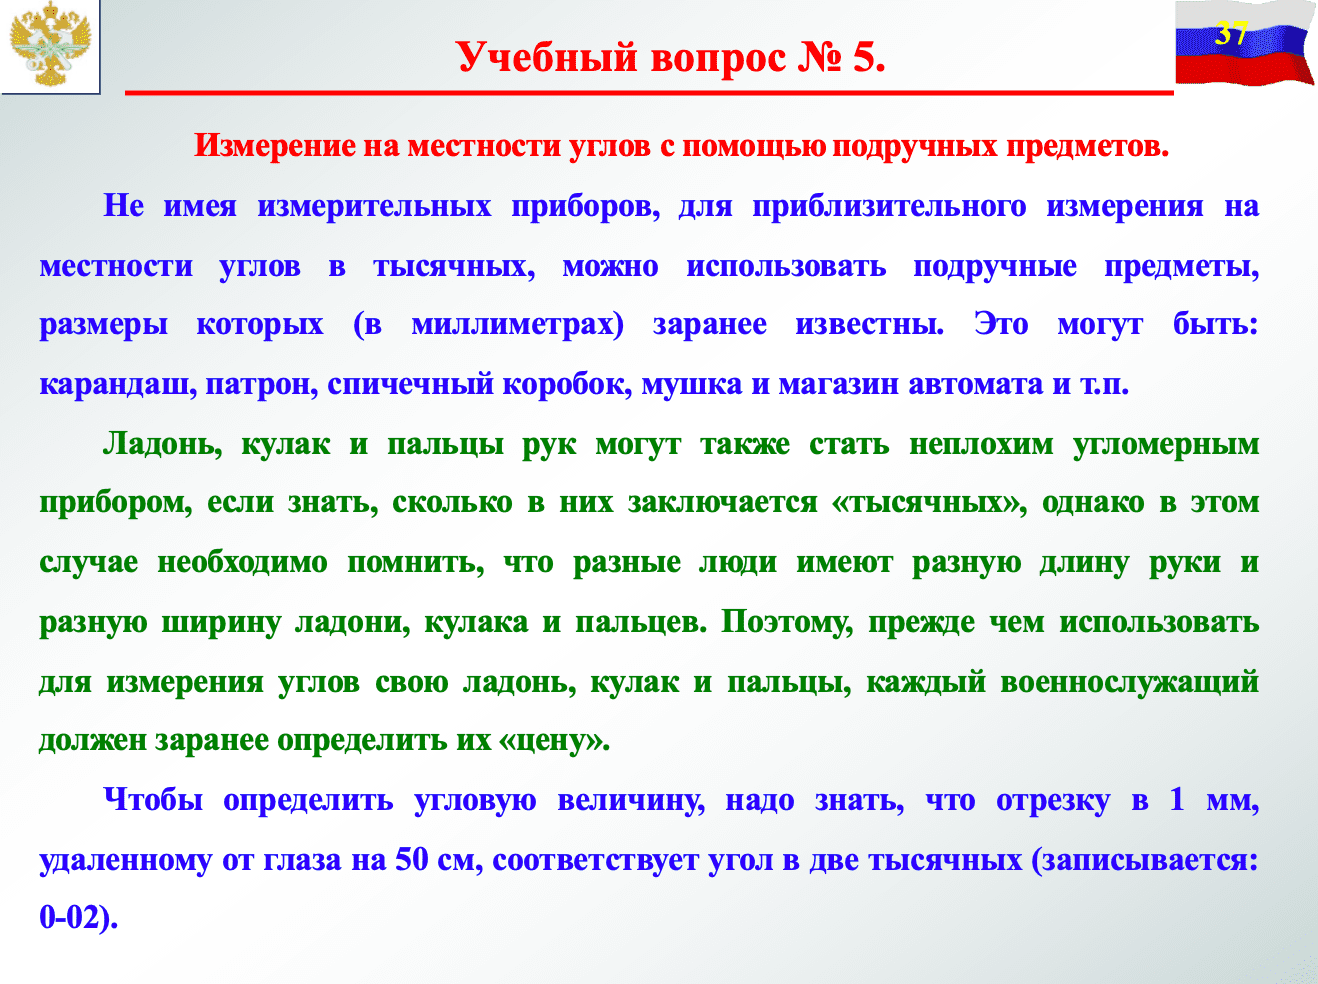 37
Учебный вопрос № 5.
Измерение на местности углов с помощью подручных предметов.
Не имея измерительных приборов, для приблизительного измерения на
местности углов в тысячных, можно использовать подручные предметы,
размеры которых (в миллиметрах) заранее известны. Это могут быть:
карандаш, патрон, спичечный коробок, мушка и магазин автомата и т.п.
Ладонь, кулак и пальцы рук могут также стать неплохим угломерным
прибором, если знать, сколько в них заключается «тысячных», однако в этом
случае необходимо помнить, что разные люди имеют разную длину руки и
разную ширину ладони, кулака и пальцев. Поэтому, прежде чем использовать
для измерения углов свою ладонь, кулак и пальцы, каждый военнослужащий
должен заранее определить их «цену».
Чтобы определить угловую величину, надо знать, что отрезку в 1 мм,
удаленному от глаза на 50 см, соответствует угол в две тысячных (записывается:
0-02).